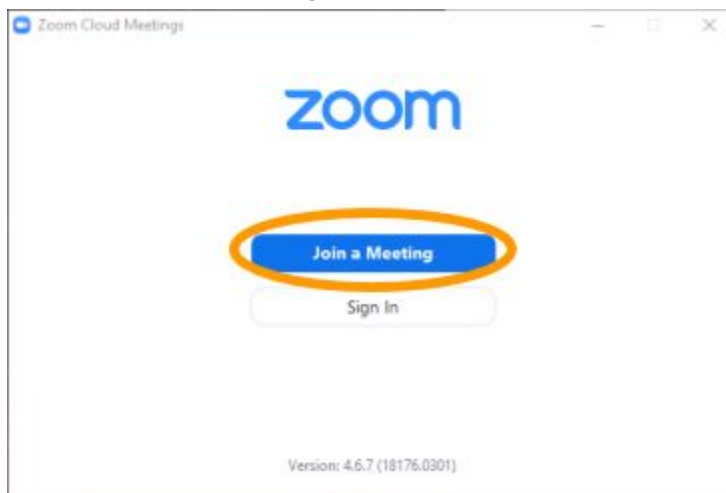 Zoom Cloud Meetings
zoom
Join a Meeting
Sign In
Version: 4.6.7 (18176.0301)